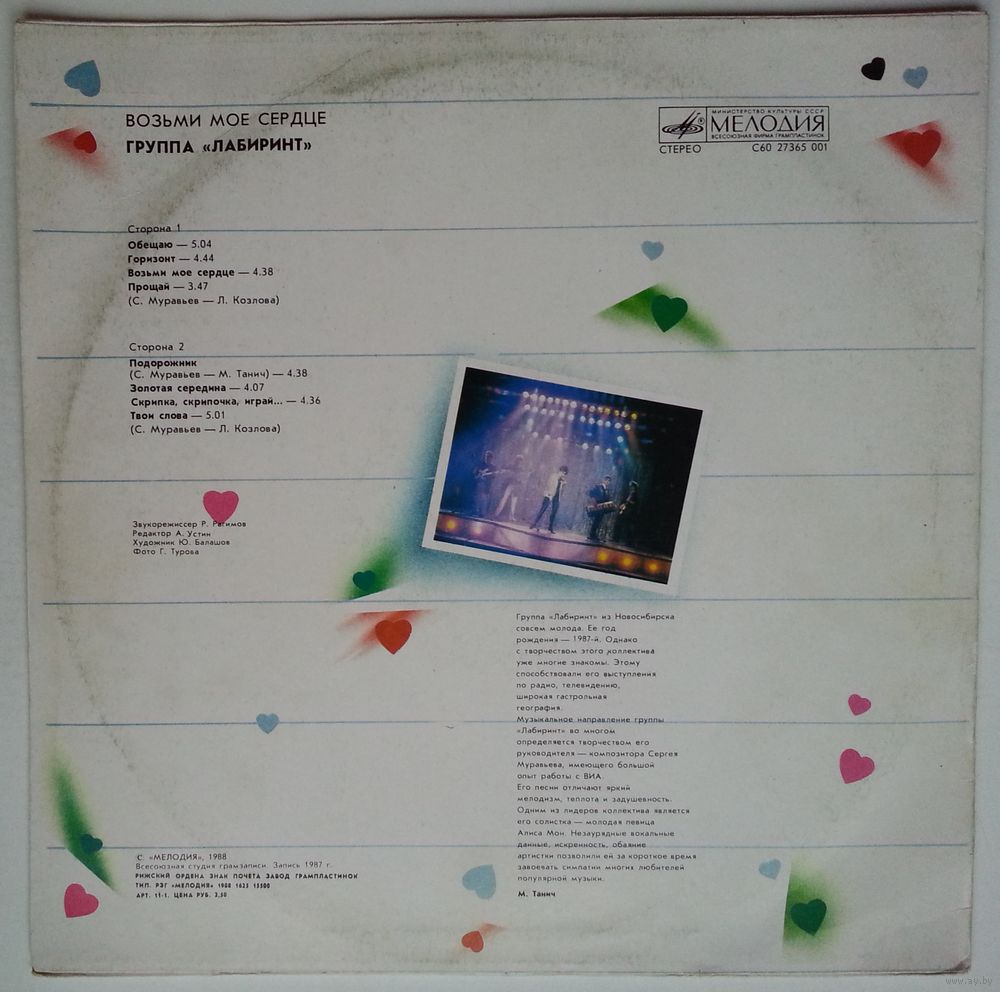 ВОЗЬМИ МОЕ СЕРДЦЕ
ГРУППА «ЛАБИРИНТ»
МИНИСТЕРСТВО КУЛЬТУРЫ СССР
МЕЛОДИЯ
ВСЕСОЮЗНАЯ ФИРМА ГРАМПЛАСТИНОК
СТЕРЕО С60 27365 001
Сторона 1
Обещаю — 5.04
Горизонт — 4.44
Возьми мое сердце — 4.38
Прощай — 3.47
(С. Муравьев — Л. Козлова)
Сторона 2
Подорожник
(С. Муравьев — М. Танич) — 4.38
Золотая середина — 4.07
Скрипка, скрипочка, играй... — 4.36
Твои слова — 5.01
(С. Муравьев — Л. Козлова)
Звукорежиссер Р. Рагимов
Редактор А. Устин
Художник Ю. Балашов
Фото Г. Турова
Группа «Лабиринт» из Новосибирска
совсем молода. Ее год
рождения — 1987-й. Однако
с творчеством этого коллектива
уже многие знакомы. Этому
способствовали его выступления
по радио, телевидению,
широкая гастрольная
география.
Музыкальное направление группы
«Лабиринт» во многом
определяется творчеством его
руководителя — композитора Сергея
Муравьева, имеющего большой
опыт работы с ВИА.
Его песни отличают яркий
мелодизм, теплота и задушевность.
Одним из лидеров коллектива является
его солистка — молодая певица
Алиса Мон. Незаурядные вокальные
данные, искренность, обаяние
артистки позволили ей за короткое время
завоевать симпатии многих любителей
популярной музыки.
М. Танич
С «МЕЛОДИЯ», 1988
Всесоюзная студия грамзаписи. Запись 1987 г.
РИЖСКИЙ ОРДЕНА ЗНАК ПОЧЕТА ЗАВОД ГРАМПЛАСТИНОК
ТИП. РЗГ «МЕЛОДИЯ» 1988 1625 15500
АРТ. 11-1. ЦЕНА РУБ. 2,50
www.ay.by